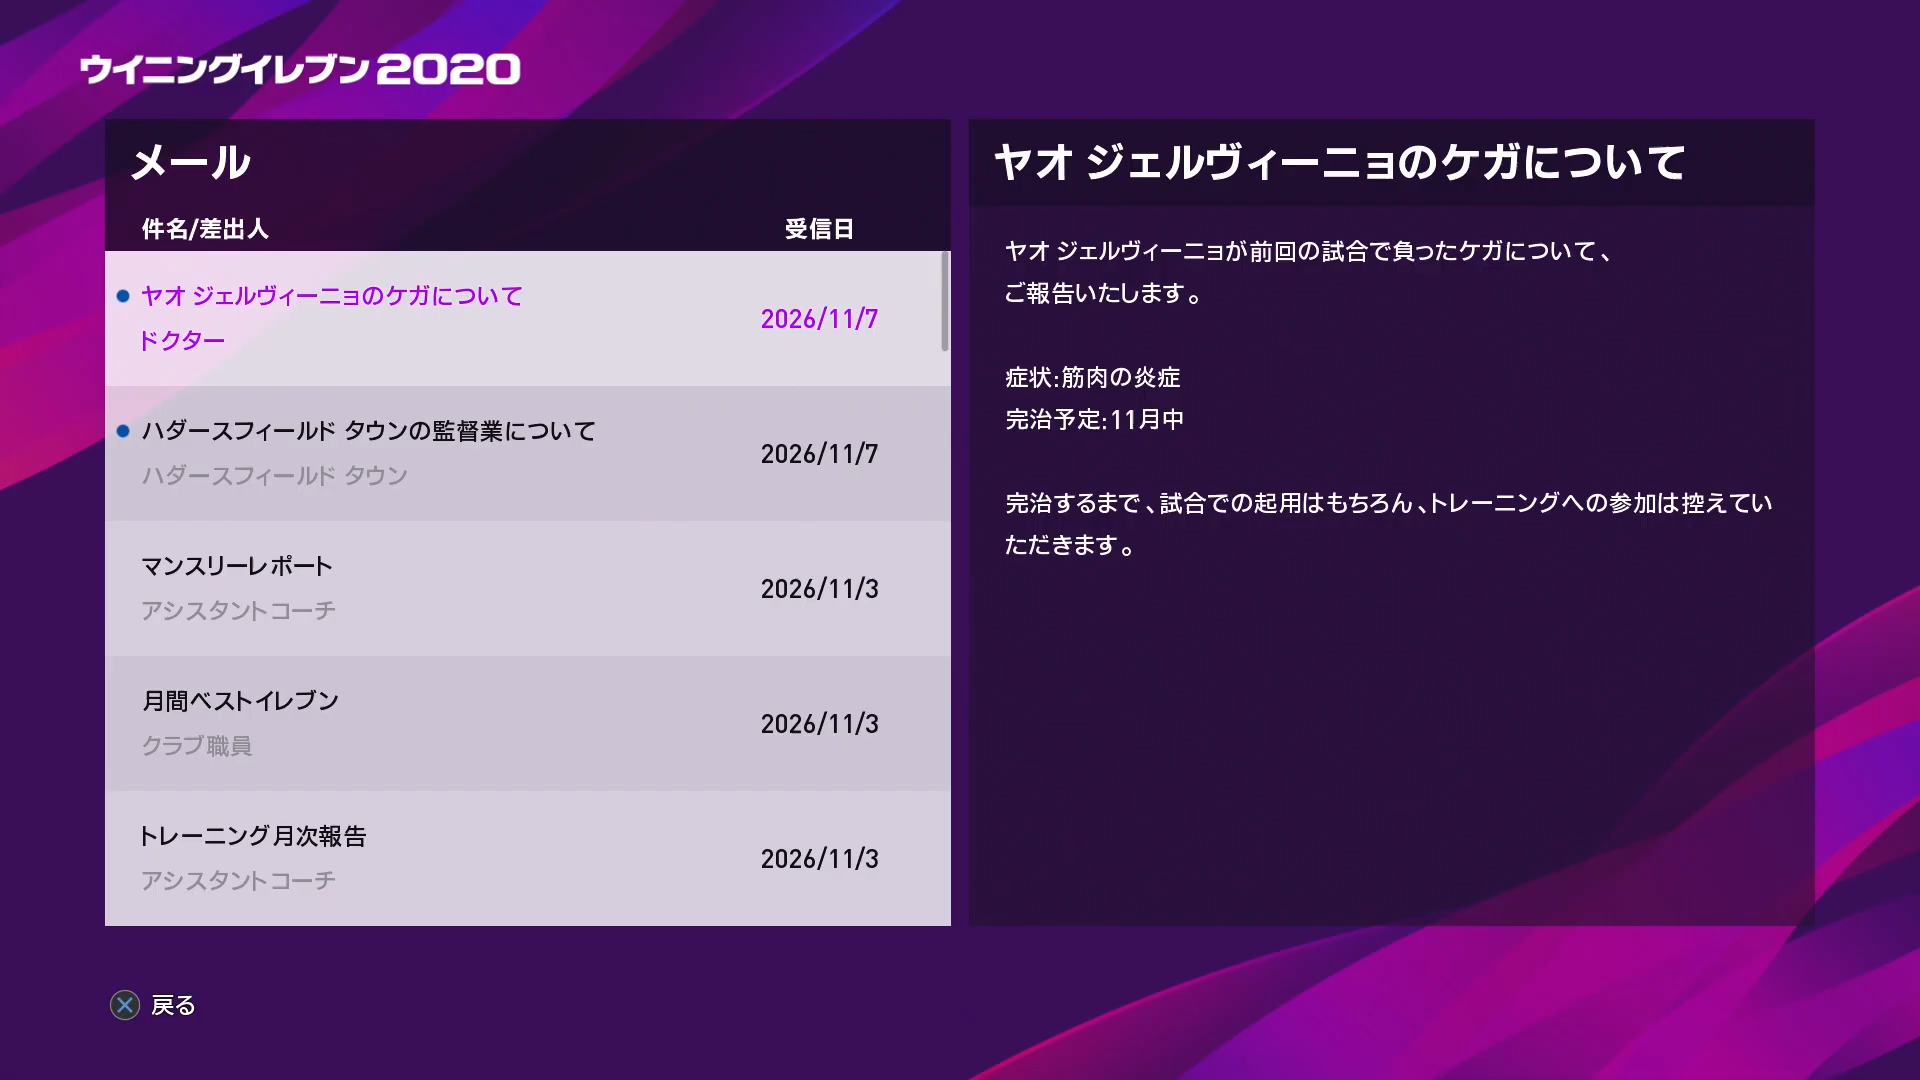 ウイニングイレブン 2020
メール
件名/差出人 受信日
ヤオ ジェルヴィーニョのケガについて
ドクター
2026/11/7
ハダースフィールド タウンの監督業について
ハダースフィールド タウン
2026/11/7
マンスリーレポート
アシスタントコーチ
2026/11/3
月間ベストイレブン
クラブ職員
2026/11/3
トレーニング月次報告
アシスタントコーチ
2026/11/3
ヤオ ジェルヴィーニョのケガについて
ヤオ ジェルヴィーニョが前回の試合で負ったケガについて、
ご報告いたします。
症状:筋肉の炎症
完治予定:11月中
完治するまで、試合での起用はもちろん、トレーニングへの参加は控えてい
ただきます。
戻る